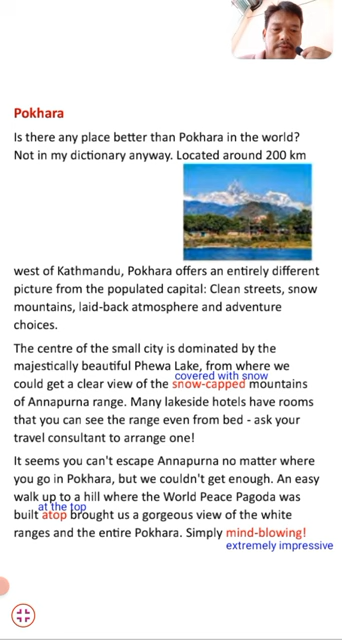 Pokhara
Is there any place better than Pokhara in the world?
Not in my dictionary anyway. Located around 200 km
west of Kathmandu, Pokhara offers an entirely different
picture from the populated capital: Clean streets, snow
mountains, laid-back atmosphere and adventure
choices.
The centre of the small city is dominated by the
majestically beautiful Phewa Lake, from where we
covered with snow
could get a clear view of the snow-capped mountains
of Annapurna range. Many lakeside hotels have rooms
that you can see the range even from bed - ask your
travel consultant to arrange one!
It seems you can't escape Annapurna no matter where
you go in Pokhara, but we couldn't get enough. An easy
walk up to a hill where the World Peace Pagoda was
at the top
built atop brought us a gorgeous view of the white
ranges and the entire Pokhara. Simply mind-blowing!
extremely impressive